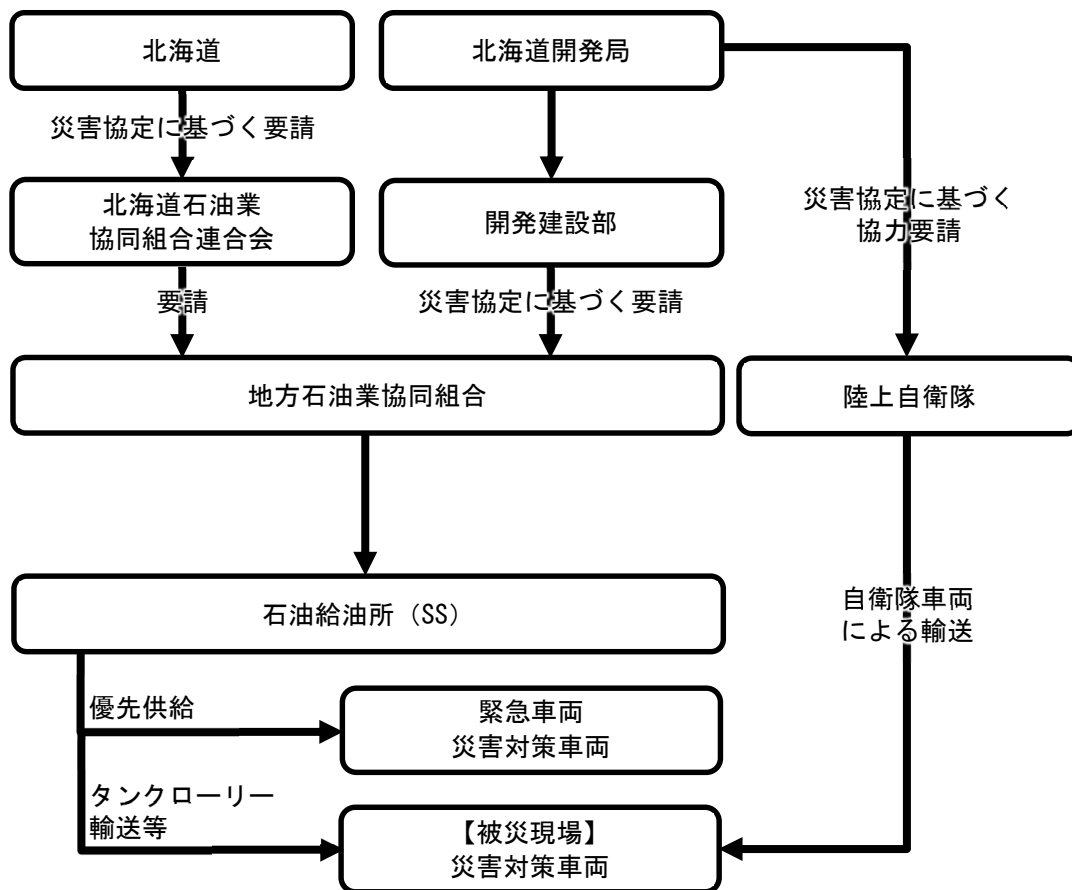 北海道
北海道開発局
災害協定に基づく要請
北海道石油業
協同組合連合会
開発建設部
災害協定に基づく
協力要請
要請
災害協定に基づく要請
地方石油業協同組合
陸上自衛隊
石油給油所（SS）
自衛隊車両
による輸送
優先供給
緊急車両
災害対策車両
タンクローリー
輸送等
【被災現場】
災害対策車両